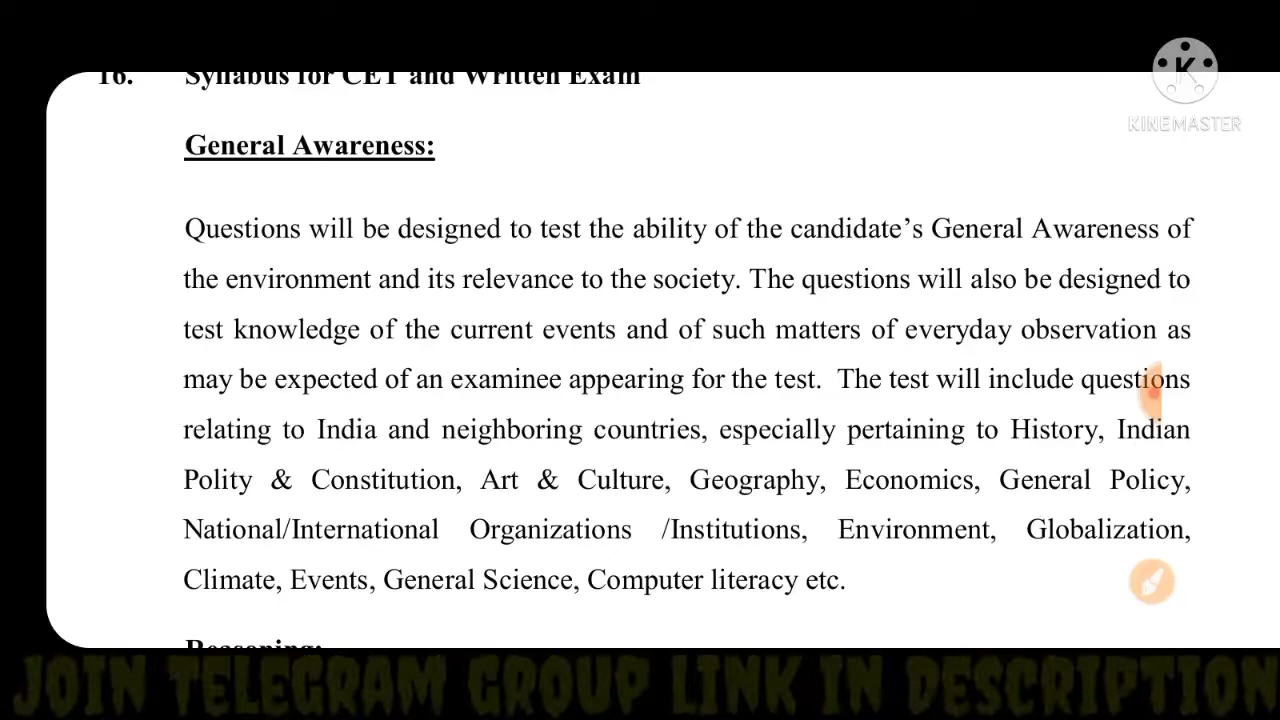 16. Syllabus for CET and Written Exam
KINEMASTER
General Awareness:
Questions will be designed to test the ability of the candidate’s General Awareness of
the environment and its relevance to the society. The questions will also be designed to
test knowledge of the current events and of such matters of everyday observation as
may be expected of an examinee appearing for the test. The test will include questions
relating to India and neighboring countries, especially pertaining to History, Indian
Polity & Constitution, Art & Culture, Geography, Economics, General Policy,
National/International Organizations /Institutions, Environment, Globalization,
Climate, Events, General Science, Computer literacy etc.
Reasoning:
JOIN TELEGRAM GROUP LINK IN DESCRIPTION